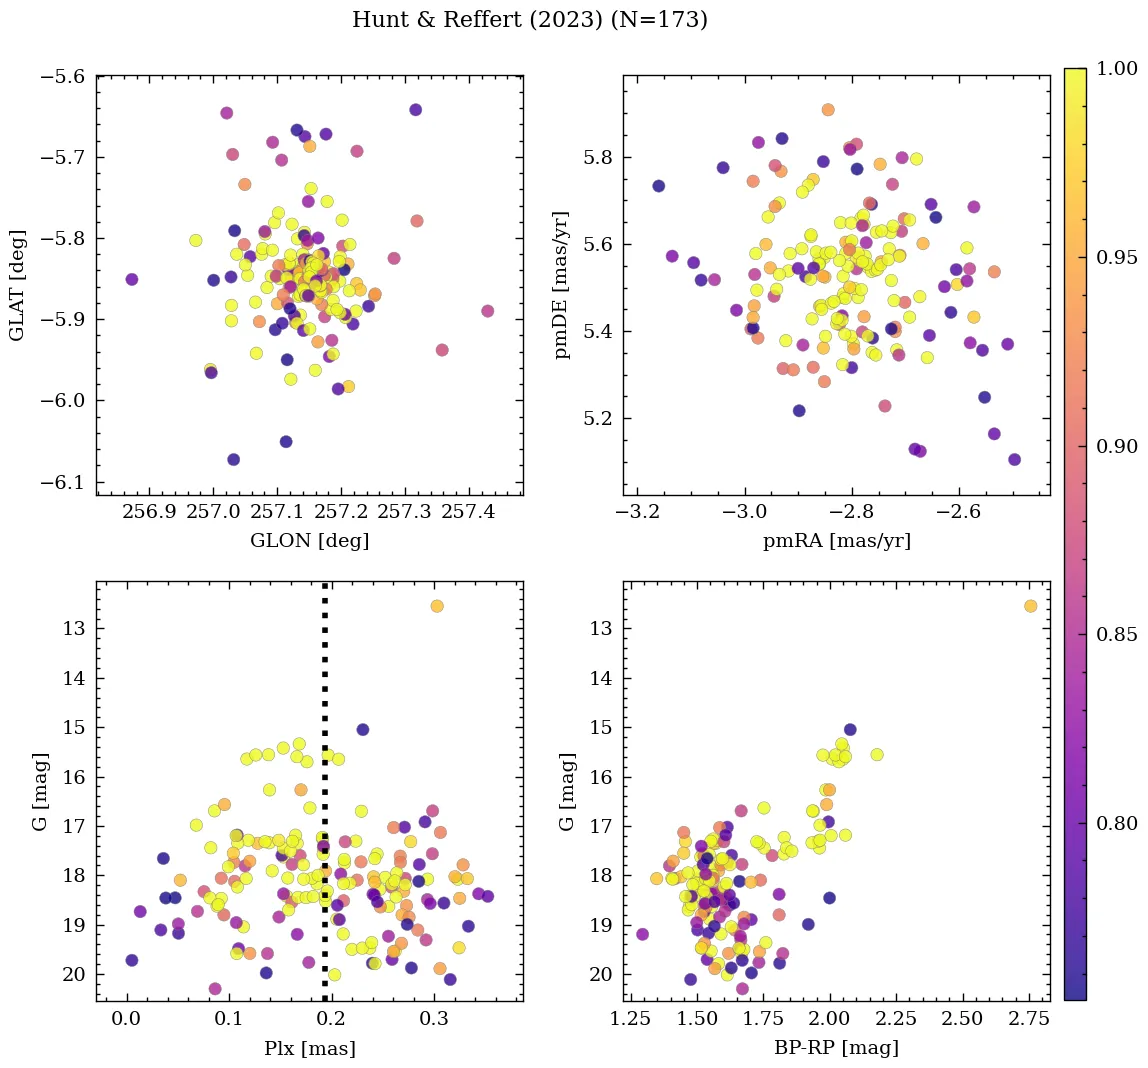 Hunt & Reffert (2023) (N=173)
−5.6
−5.7
−5.8
−5.9
−6.0
−6.1
GLAT [deg]
256.9 257.0 257.1 257.2 257.3 257.4
GLON [deg]
5.8
5.6
5.4
5.2
pmDE [mas/yr]
−3.2 −3.0 −2.8 −2.6
pmRA [mas/yr]
13
14
15
16
17
18
19
20
G [mag]
0.0 0.1 0.2 0.3
Plx [mas]
13
14
15
16
17
18
19
20
G [mag]
1.25 1.50 1.75 2.00 2.25 2.50 2.75
BP-RP [mag]
1.00
0.95
0.90
0.85
0.80